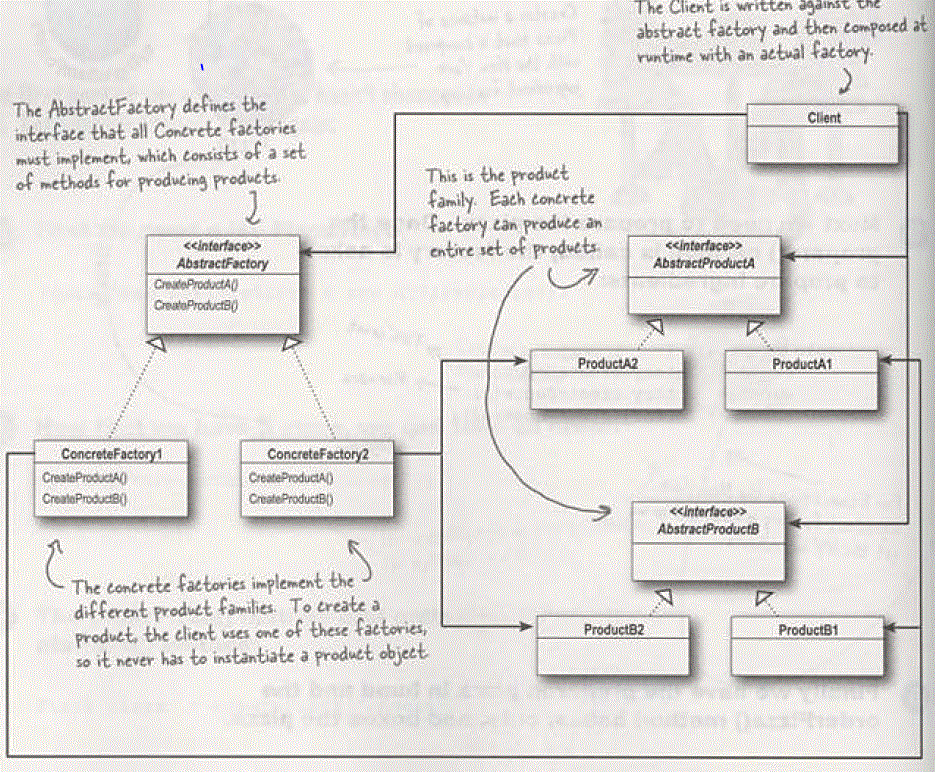 The Client is written against the
abstract factory and then composed at
runtime with an actual factory.
The AbstractFactory defines the
interface that all Concrete factories
must implement, which consists of a set
of methods for producing products.
Client
This is the product
family. Each concrete
factory can produce an
entire set of products.
<<interface>>
AbstractFactory
CreateProductA()
CreateProductB()
<<interface>>
AbstractProductA
ProductA2
ProductA1
ConcreteFactory1
CreateProductA()
CreateProductB()
ConcreteFactory2
CreateProductA()
CreateProductB()
<<interface>>
AbstractProductB
The concrete factories implement the
different product families. To create a
product, the client uses one of these factories,
so it never has to instantiate a product object
ProductB2
ProductB1
orderPizza() method